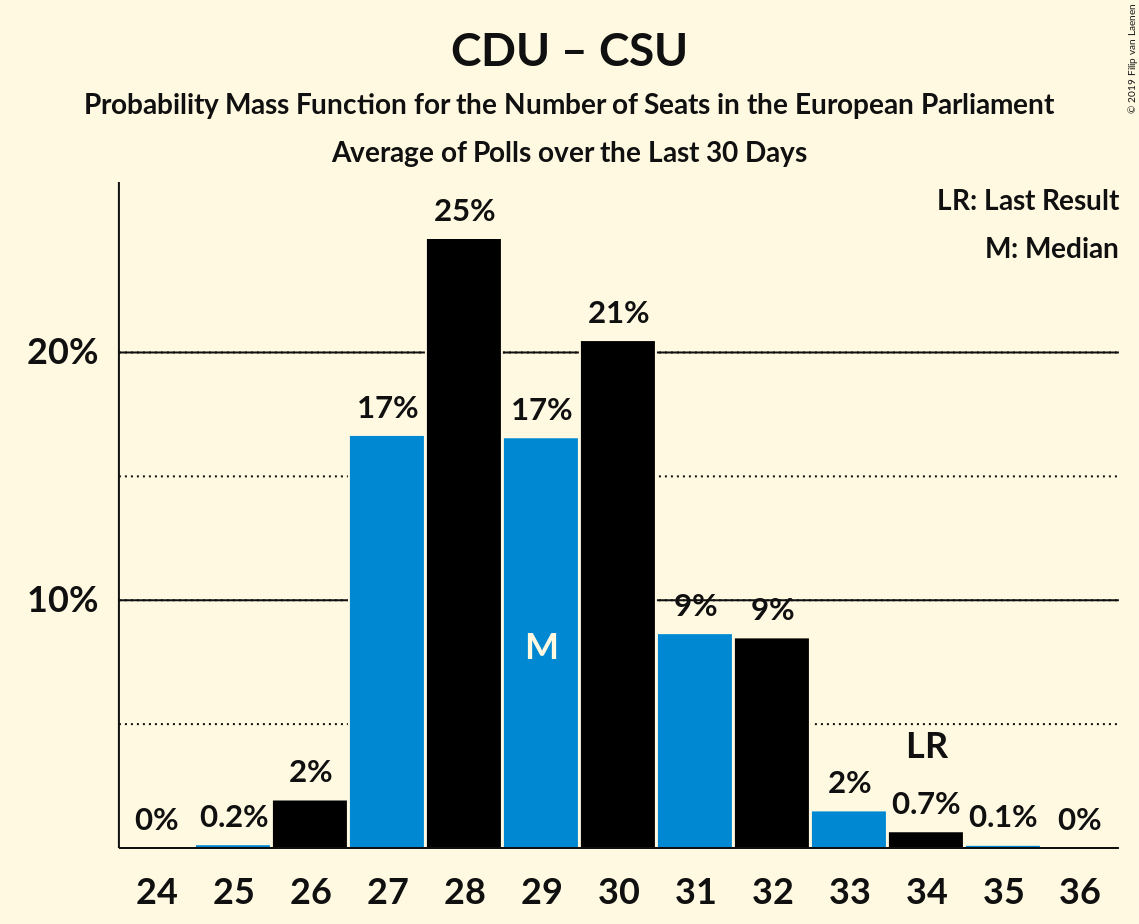 CDU – CSU
Probability Mass Function for the Number of Seats in the European Parliament
Average of Polls over the Last 30 Days
© 2019 Filip van Laenen
LR: Last Result
M: Median
25%
21%
20%
17%
17%
10%
9%
9%
M
LR
2%
2%
0%
0.2%
0.7%
0.1%
0%
24 25 26 27 28 29 30 31 32 33 34 35 36